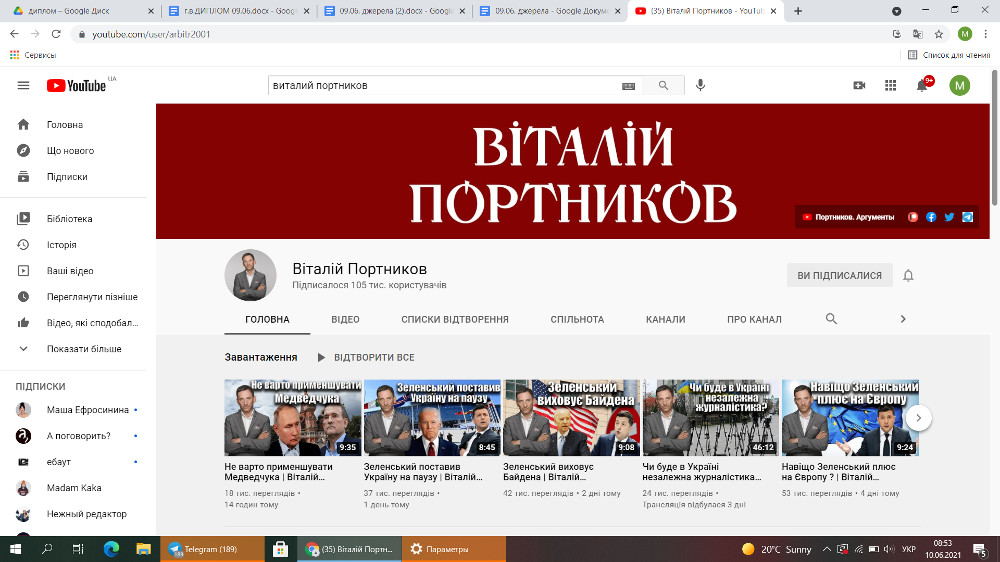 диплом – Google Диск
г.в.ДИПЛОМ 09.06.docx - Googl
09.06. джерела (2).docx - Google
09.06. джерела - Google Докуме
(35) Віталій Портников - YouTub
youtube.com/user/arbitr2001
Сервисы
Список для чтения
M
YouTube UA
виталий портников
9+
M
Головна
Що нового
Підписки
Бібліотека
Історія
Ваші відео
Переглянути пізніше
Відео, які сподобал...
Показати більше
ПІДПИСКИ
Маша Ефросинина
А поговорить?
ебаут
Madam Kaka
Нежный редактор
ВІТАЛІЙ
ПОРТНИКОВ
Портников. Аргументы
Віталій Портников
Підписалося 105 тис. користувачів
ВИ ПІДПИСАЛИСЯ
ГОЛОВНА
ВІДЕО
СПИСКИ ВІДТВОРЕННЯ
СПІЛЬНОТА
КАНАЛИ
ПРО КАНАЛ
Завантаження
ВІДТВОРИТИ ВСЕ
Не варто применшувати
Медведчука
9:35
Не варто применшувати
Медведчука | Віталій...
18 тис. переглядів •
14 годин тому
Зеленський поставив
Україну на паузу
8:45
Зеленський поставив
Україну на паузу | Віталій...
37 тис. переглядів •
1 день тому
Зеленський
виховує Байдена
9:08
Зеленський виховує
Байдена | Віталій...
42 тис. переглядів • 2 дні тому
Чи буде в Україні
незалежна
журналістика?
46:12
Чи буде в Україні
незалежна журналістика...
24 тис. переглядів •
Трансляція відбулася 3 дні
Навіщо Зеленський
плює на Європу
9:24
Навіщо Зеленський плює
на Європу ? | Віталій...
53 тис. переглядів • 4 дні тому
189
Telegram (189)
(35) Віталій Портн...
Параметры
20°C Sunny
УКР
08:53
10.06.2021
5